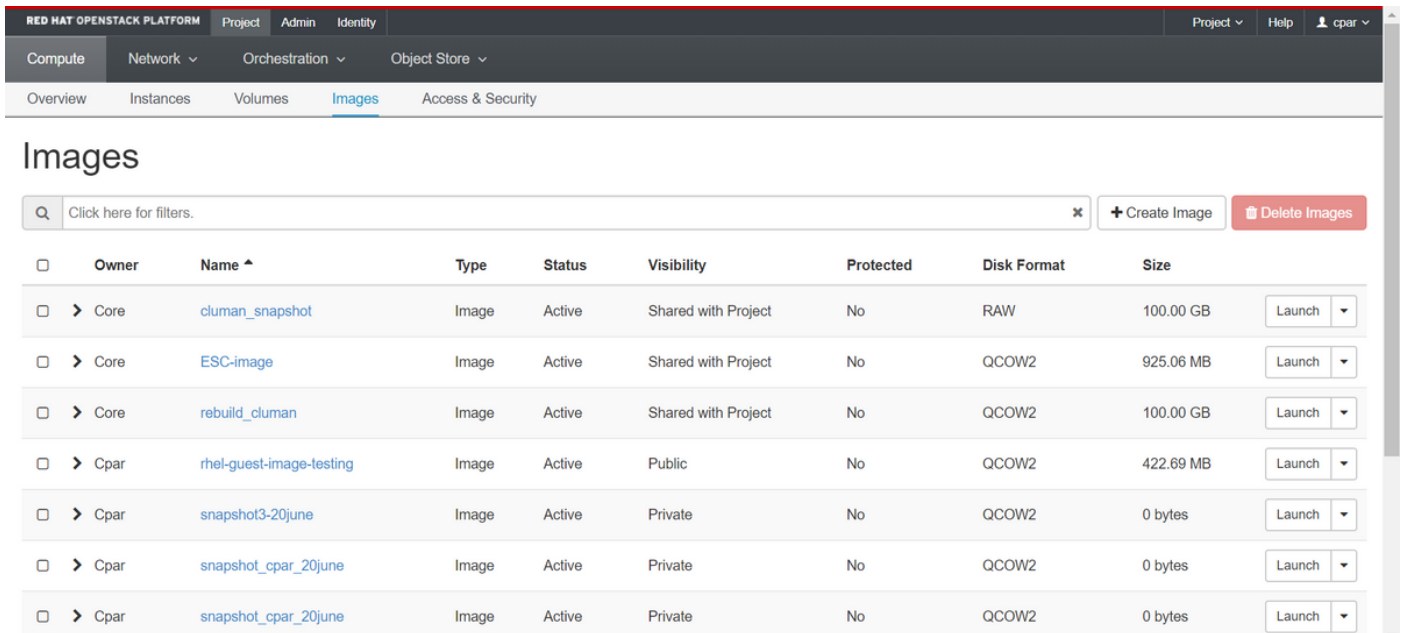 RED HAT OPENSTACK PLATFORM Project Admin Identity Project Help cpar
Compute Network Orchestration Object Store
Overview Instances Volumes Images Access & Security
Images
Click here for filters. Create Image Delete Images
Owner Name Type Status Visibility Protected Disk Format Size
Core cluman_snapshot Image Active Shared with Project No RAW 100.00 GB Launch
Core ESC-image Image Active Shared with Project No QCOW2 925.06 MB Launch
Core rebuild_cluman Image Active Shared with Project No QCOW2 100.00 GB Launch
Cpar rhel-guest-image-testing Image Active Public No QCOW2 422.69 MB Launch
Cpar snapshot3-20june Image Active Private No QCOW2 0 bytes Launch
Cpar snapshot_cpar_20june Image Active Private No QCOW2 0 bytes Launch
Cpar snapshot_cpar_20june Image Active Private No QCOW2 0 bytes Launch